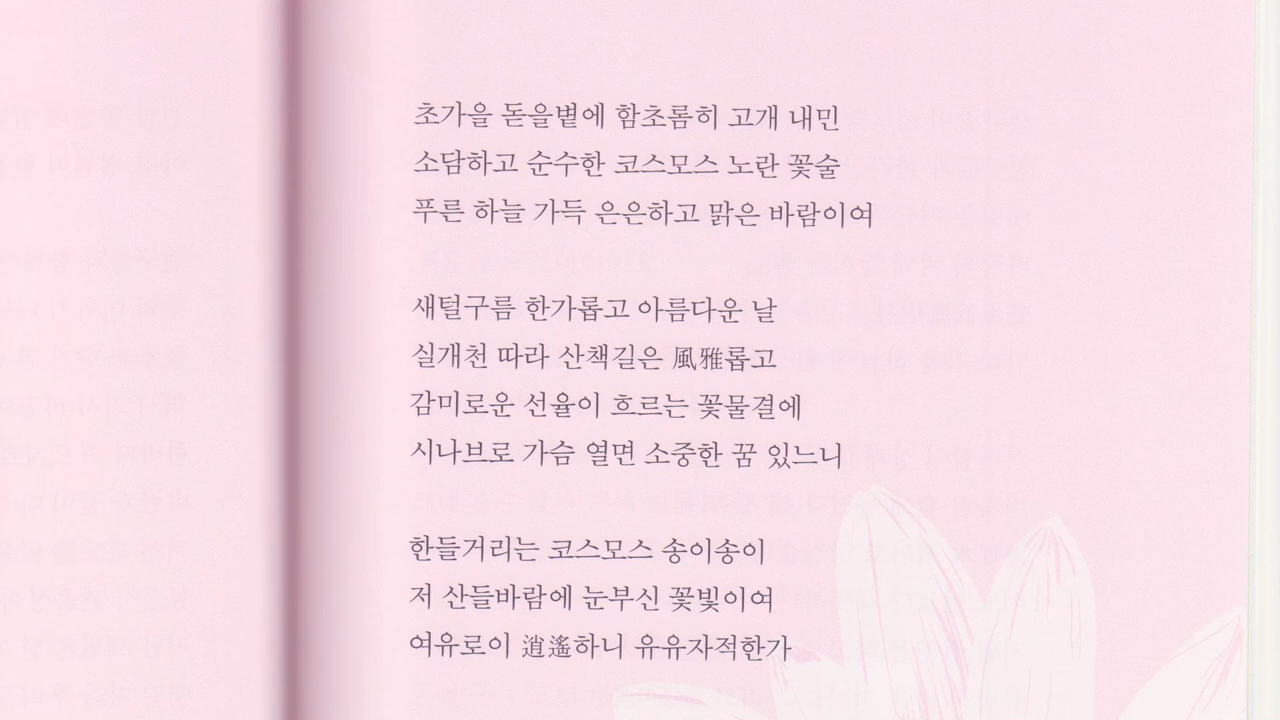 초가을 돋을볕에 함초롬히 고개 내민
소담하고 순수한 코스모스 노란 꽃술
푸른 하늘 가득 은은하고 맑은 바람이여
새털구름 한가롭고 아름다운 날
실개천 따라 산책길은 風雅롭고
감미로운 선율이 흐르는 꽃물결에
시나브로 가슴 열면 소중한 꿈 있느니
한들거리는 코스모스 송이송이
저 산들바람에 눈부신 꽃빛이여
여유로이 逍遙하니 유유자적한가